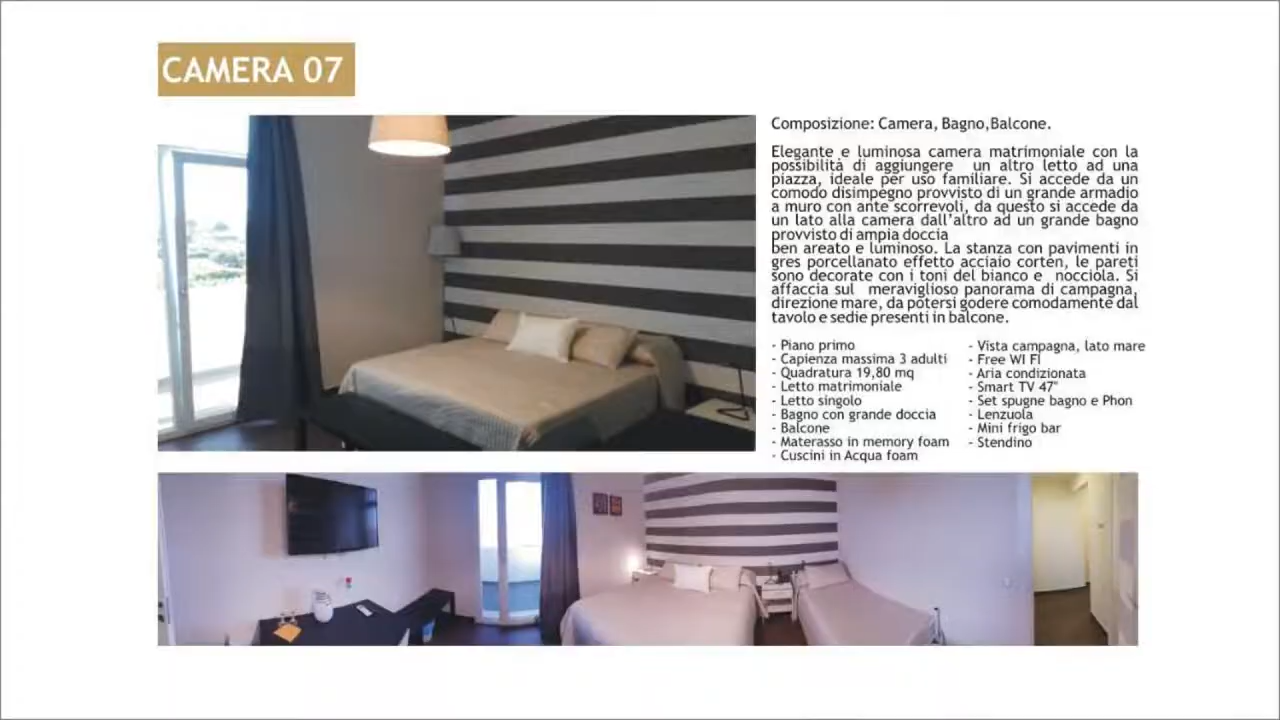 CAMERA 07
Composizione: Camera, Bagno,Balcone.
Elegante e luminosa camera matrimoniale con la
possibilità di aggiungere un altro letto ad una
piazza, ideale per uso familiare. Si accede da un
comodo disimpegno provvisto di un grande armadio
a muro con ante scorrevoli, da questo si accede da
un lato alla camera dall'altro ad un grande bagno
provvisto di ampia doccia
ben areato e luminoso. La stanza con pavimenti in
gres porcellanato effetto acciaio corten, le pareti
sono decorate con i toni del bianco e nocciola. Si
affaccia sul meraviglioso panorama di campagna,
direzione mare, da potersi godere comodamente dal
tavolo e sedie presenti in balcone.
- Piano primo
- Capienza massima 3 adulti
- Quadratura 19,80 mq
- Letto matrimoniale
- Letto singolo
- Bagno con grande doccia
- Balcone
- Materasso in memory foam
- Cuscini in Acqua foam
- Vista campagna, lato mare
- Free WI FI
- Aria condizionata
- Smart TV 47"
- Set spugne bagno e Phon
- Lenzuola
- Mini frigo bar
- Stendino